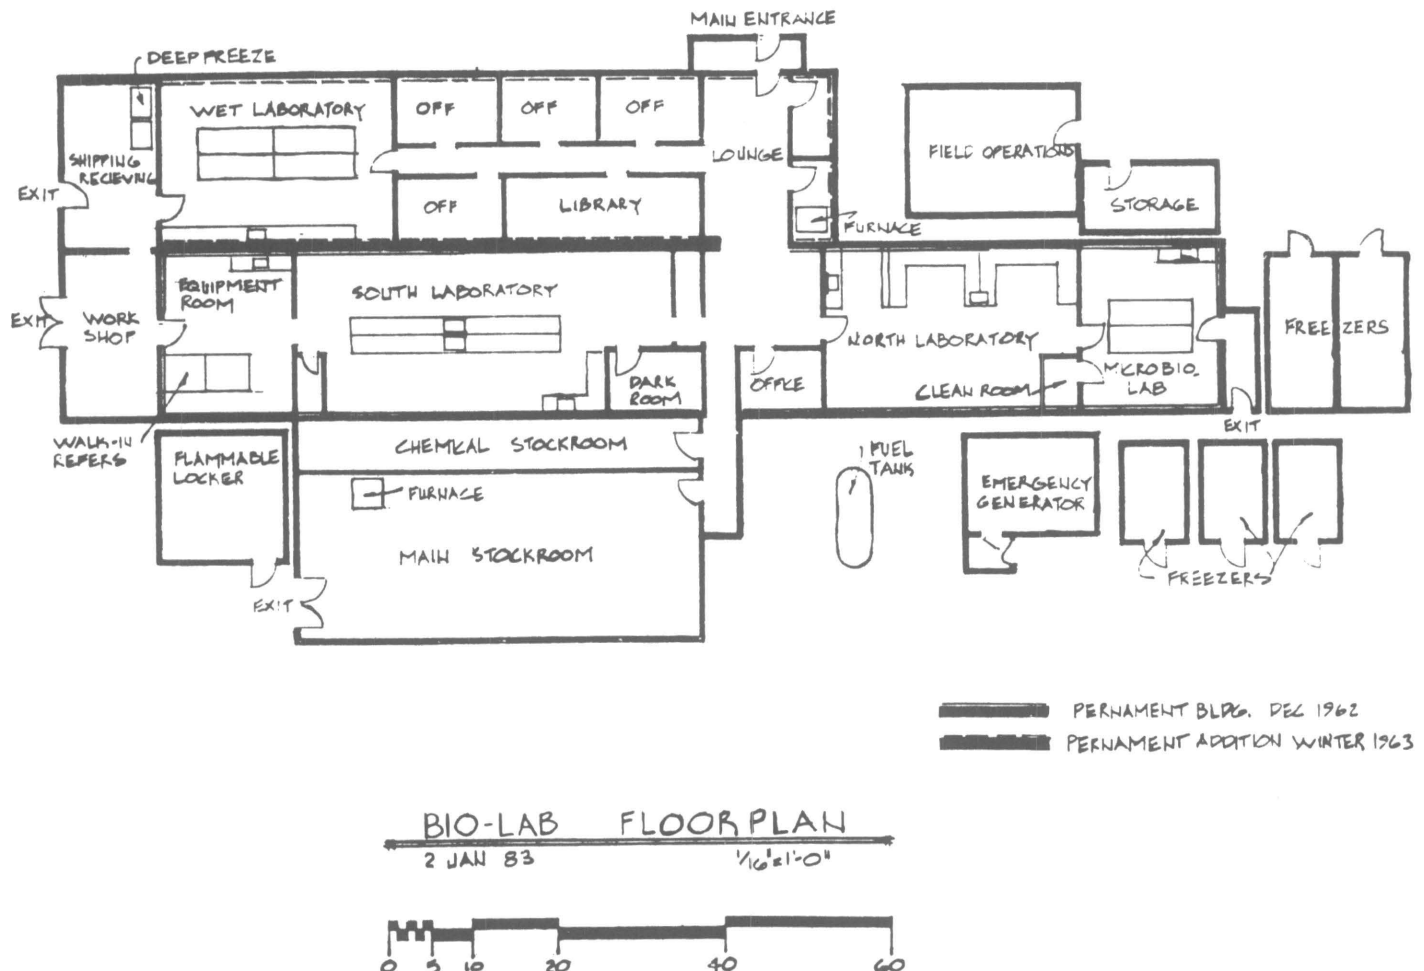 MAIN ENTRANCE
DEEP FREEZE
WET LABORATORY
OFF
OFF
OFF
SHIPPING
RECIEVING
EXIT
OFF
LIBRARY
LOUNGE
FURNACE
FIELD OPERATIONS
STORAGE
EXIT
WORK
SHOP
EQUIPMENT
ROOM
SOUTH LABORATORY
DARK
ROOM
OFFICE
NORTH LABORATORY
CLEAN ROOM
MICROBIO.
LAB
FREEZERS
EXIT
WALK-IN
REFERS
FLAMMABLE
LOCKER
CHEMICAL STOCKROOM
FURNACE
MAIN STOCKROOM
EXIT
FUEL
TANK
EMERGENCY
GENERATOR
FREEZERS
PERNAMENT BLDG. DEC 1962
PERNAMENT ADDITION WINTER 1963
BIO-LAB FLOOR PLAN
2 JAN 83 1/16"=1'-0"
0 5 10 20 40 60